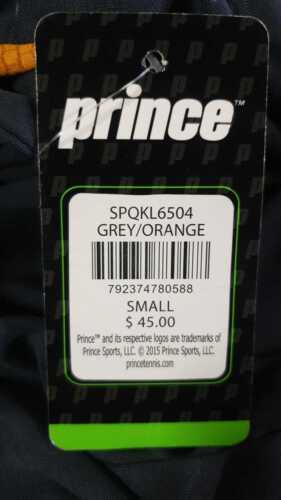 prince™
SPQKL6504
GREY/ORANGE
792374780588
SMALL
$ 45.00
Prince™ and its respective logos are trademarks of
Prince Sports, LLC. © 2015 Prince Sports, LLC.
princetennis.com